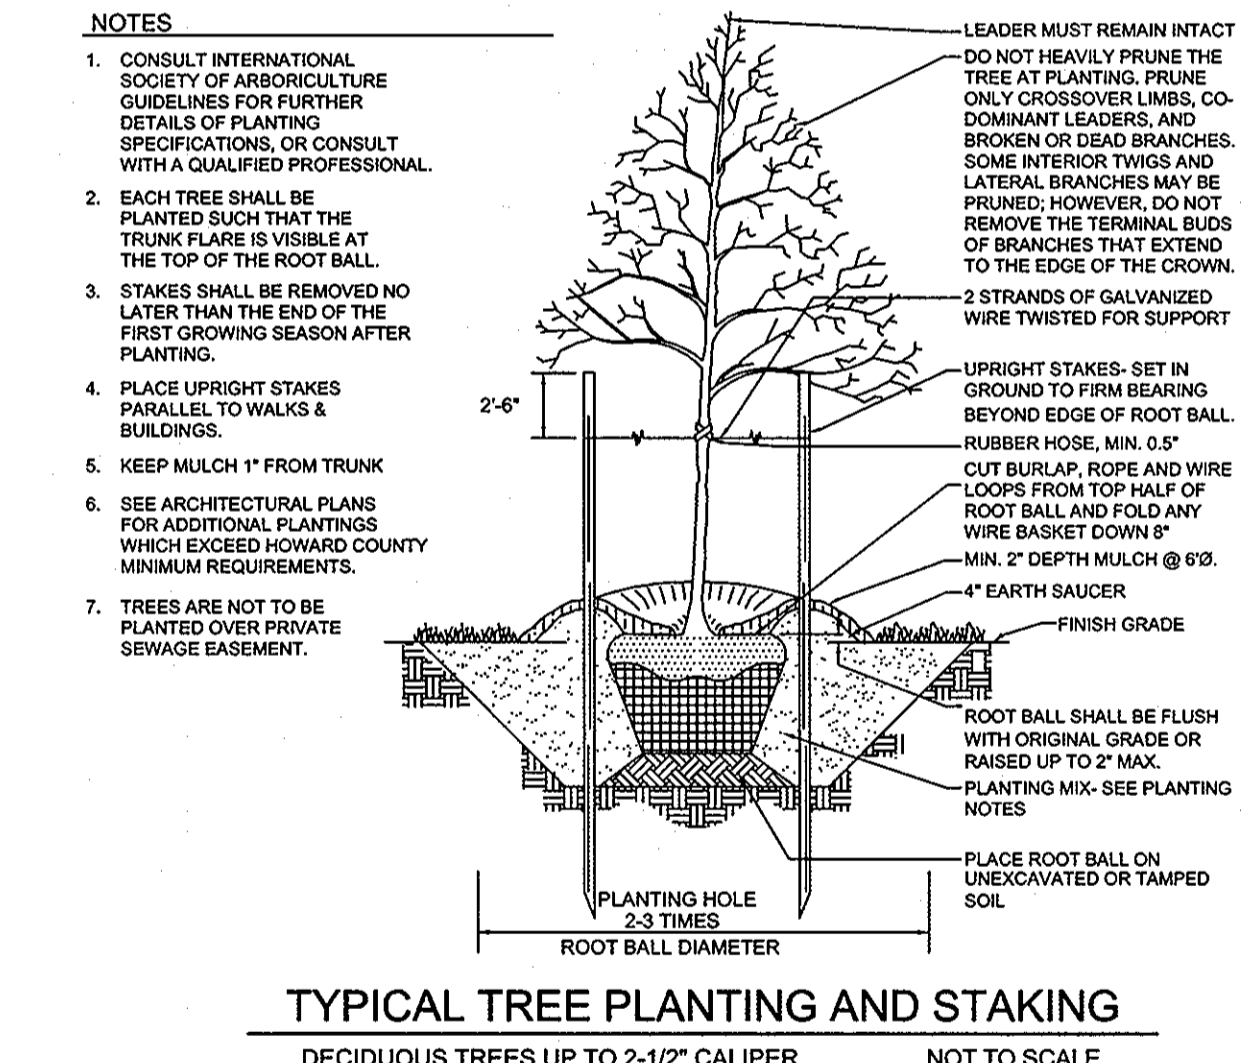 NOTES
1. CONSULT INTERNATIONAL
SOCIETY OF ARBORICULTURE
GUIDELINES FOR FURTHER
DETAILS OF PLANTING
SPECIFICATIONS, OR CONSULT
WITH A QUALIFIED PROFESSIONAL.
2. EACH TREE SHALL BE
PLANTED SUCH THAT THE
TRUNK FLARE IS VISIBLE AT
THE TOP OF THE ROOT BALL.
3. STAKES SHALL BE REMOVED NO
LATER THAN THE END OF THE
FIRST GROWING SEASON AFTER
PLANTING.
4. PLACE UPRIGHT STAKES
PARALLEL TO WALKS &
BUILDINGS.
5. KEEP MULCH 1" FROM TRUNK
6. SEE ARCHITECTURAL PLANS
FOR ADDITIONAL PLANTINGS
WHICH EXCEED HOWARD COUNTY
MINIMUM REQUIREMENTS.
7. TREES ARE NOT TO BE
PLANTED OVER PRIVATE
SEWAGE EASEMENT.
2'-6"
LEADER MUST REMAIN INTACT
DO NOT HEAVILY PRUNE THE
TREE AT PLANTING. PRUNE
ONLY CROSSOVER LIMBS, CO-
DOMINANT LEADERS, AND
BROKEN OR DEAD BRANCHES.
SOME INTERIOR TWIGS AND
LATERAL BRANCHES MAY BE
PRUNED; HOWEVER, DO NOT
REMOVE THE TERMINAL BUDS
OF BRANCHES THAT EXTEND
TO THE EDGE OF THE CROWN.
2 STRANDS OF GALVANIZED
WIRE TWISTED FOR SUPPORT
UPRIGHT STAKES- SET IN
GROUND TO FIRM BEARING
BEYOND EDGE OF ROOT BALL.
RUBBER HOSE, MIN. 0.5"
CUT BURLAP, ROPE AND WIRE
LOOPS FROM TOP HALF OF
ROOT BALL AND FOLD ANY
WIRE BASKET DOWN 8"
MIN. 2" DEPTH MULCH @ 6'Ø.
4" EARTH SAUCER
FINISH GRADE
ROOT BALL SHALL BE FLUSH
WITH ORIGINAL GRADE OR
RAISED UP TO 2" MAX.
PLANTING MIX- SEE PLANTING
NOTES
PLACE ROOT BALL ON
UNEXCAVATED OR TAMPED
SOIL
PLANTING HOLE
2-3 TIMES
ROOT BALL DIAMETER
TYPICAL TREE PLANTING AND STAKING
DECIDUOUS TREES UP TO 2-1/2" CALIPER
NOT TO SCALE